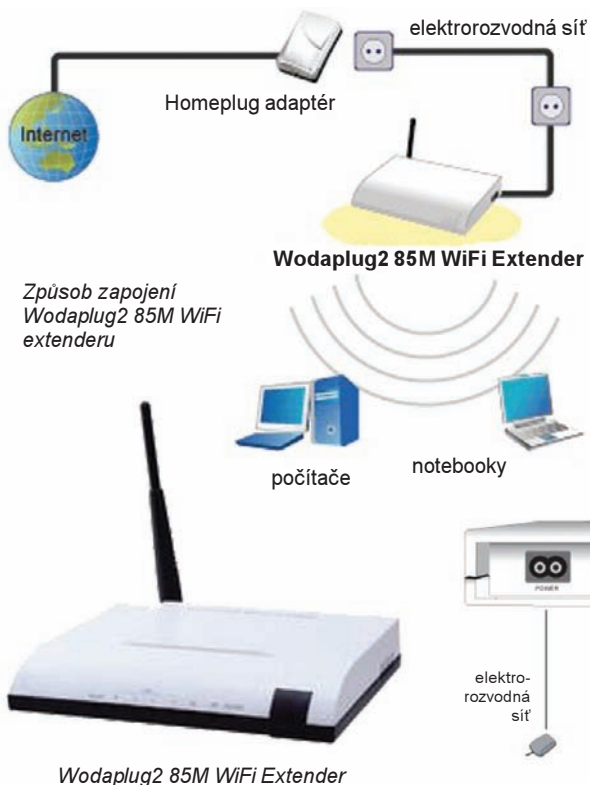 elektrorozvodná síť
Homeplug adaptér
Internet
Wodaplug2 85M WiFi Extender
Způsob zapojení
Wodaplug2 85M WiFi
extenderu
počítače
notebooky
POWER
elektro-
rozvodná
síť
Wodaplug2 85M WiFi Extender